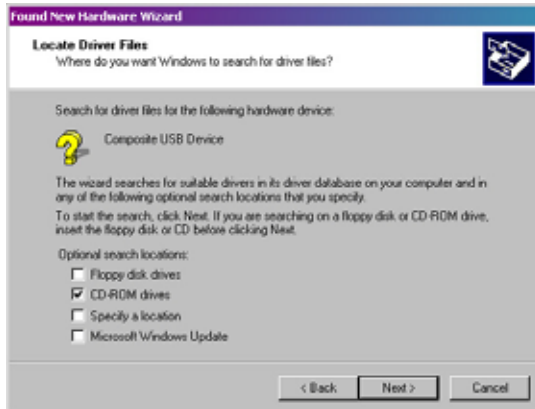 Found New Hardware Wizard
Locate Driver Files
Where do you want Windows to search for driver files?
Search for driver files for the following hardware device:
Composite USB Device
The wizard searches for suitable drivers in its driver database on your computer and in
any of the following optional search locations that you specify.
To start the search, click Next. If you are searching on a floppy disk or CD-ROM drive,
insert the floppy disk or CD before clicking Next.
Optional search locations:
Floppy disk drives
CD-ROM drives
Specify a location
Microsoft Windows Update
< Back Next > Cancel